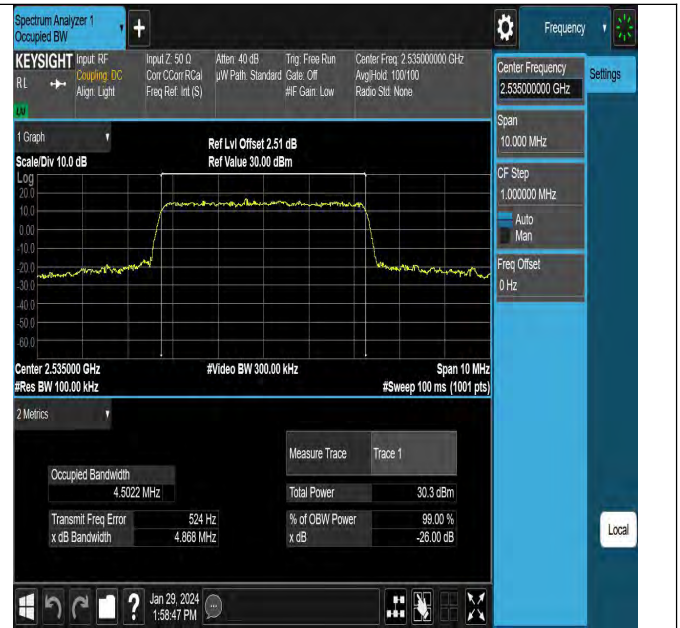 Spectrum Analyzer 1
Occupied BW
+
Frequency
KEYSIGHT
RL
Input: RF
Coupling: DC
Align: Light
Input Z: 50 Ω
Corr CCorr RCal
Freq Ref: Int (S)
Atten: 40 dB
µW Path: Standard
Trig: Free Run
Gate: Off
#IF Gain: Low
Center Freq: 2.535000000 GHz
Avg|Hold: 100/100
Radio Std: None
Center Frequency
2.535000000 GHz
Settings
Span
10.000 MHz
CF Step
1.000000 MHz
Auto
Man
Freq Offset
0 Hz
1 Graph
Scale/Div 10.0 dB
Ref Lvl Offset 2.51 dB
Ref Value 30.00 dBm
Log
20.0
10.0
0.00
-10.0
-20.0
-30.0
-40.0
-50.0
-60.0
Center 2.535000 GHz
#Res BW 100.00 kHz
#Video BW 300.00 kHz
Span 10 MHz
#Sweep 100 ms (1001 pts)
2 Metrics
Measure Trace Trace 1
Occupied Bandwidth
4.5022 MHz
Total Power 30.3 dBm
Transmit Freq Error 524 Hz
% of OBW Power 99.00 %
x dB Bandwidth 4.868 MHz
x dB -26.00 dB
Local
?
Jan 29, 2024
1:58:47 PM